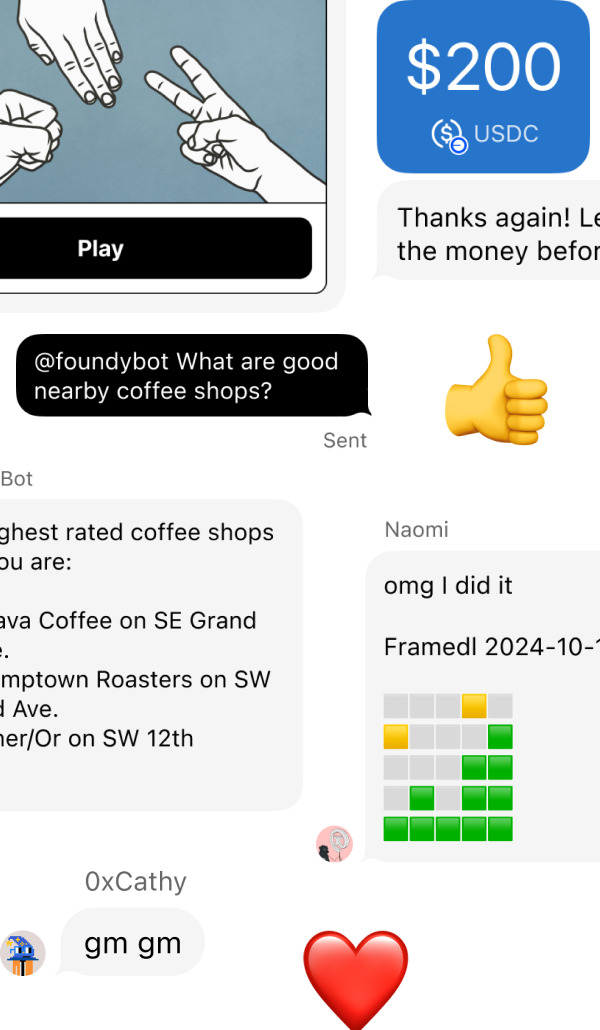 $200
USDC
Thanks again! Le
the money befor
Play
@foundybot What are good
nearby coffee shops?
Sent
Bot
ghest rated coffee shops
ou are:
ava Coffee on SE Grand
e.
mptown Roasters on SW
d Ave.
ner/Or on SW 12th
Naomi
omg I did it
Framedl 2024-10-1
0xCathy
gm gm